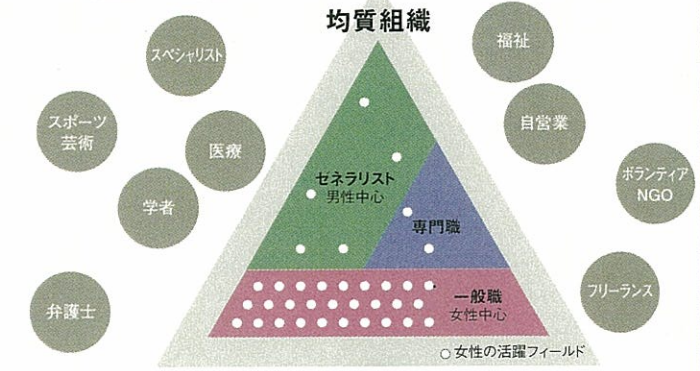 均質組織
スペシャリスト
福祉
スポーツ
芸術
自営業
医療
ゼネラリスト
男性中心
ボランティア
NGO
学者
専門職
弁護士
一般職
女性中心
フリーランス
○女性の活躍フィールド